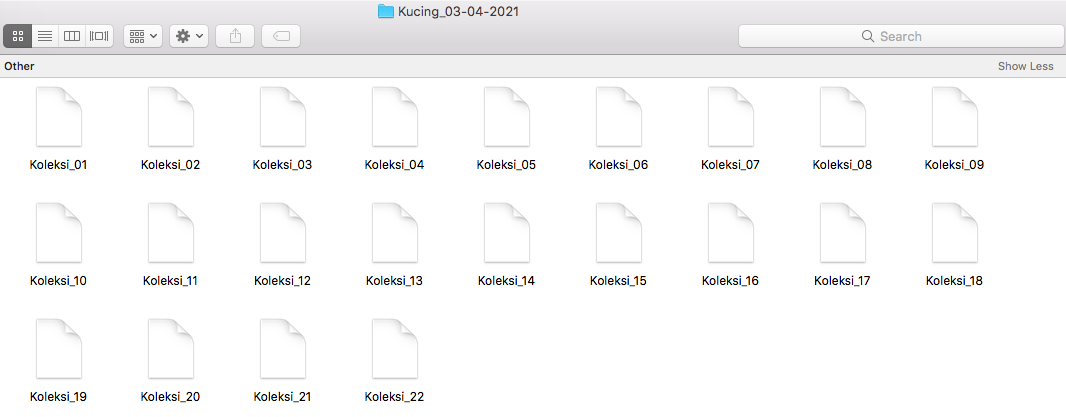 Kucing_03-04-2021
Search
Other Show Less
Koleksi_01 Koleksi_02 Koleksi_03 Koleksi_04 Koleksi_05 Koleksi_06 Koleksi_07 Koleksi_08 Koleksi_09
Koleksi_10 Koleksi_11 Koleksi_12 Koleksi_13 Koleksi_14 Koleksi_15 Koleksi_16 Koleksi_17 Koleksi_18
Koleksi_19 Koleksi_20 Koleksi_21 Koleksi_22